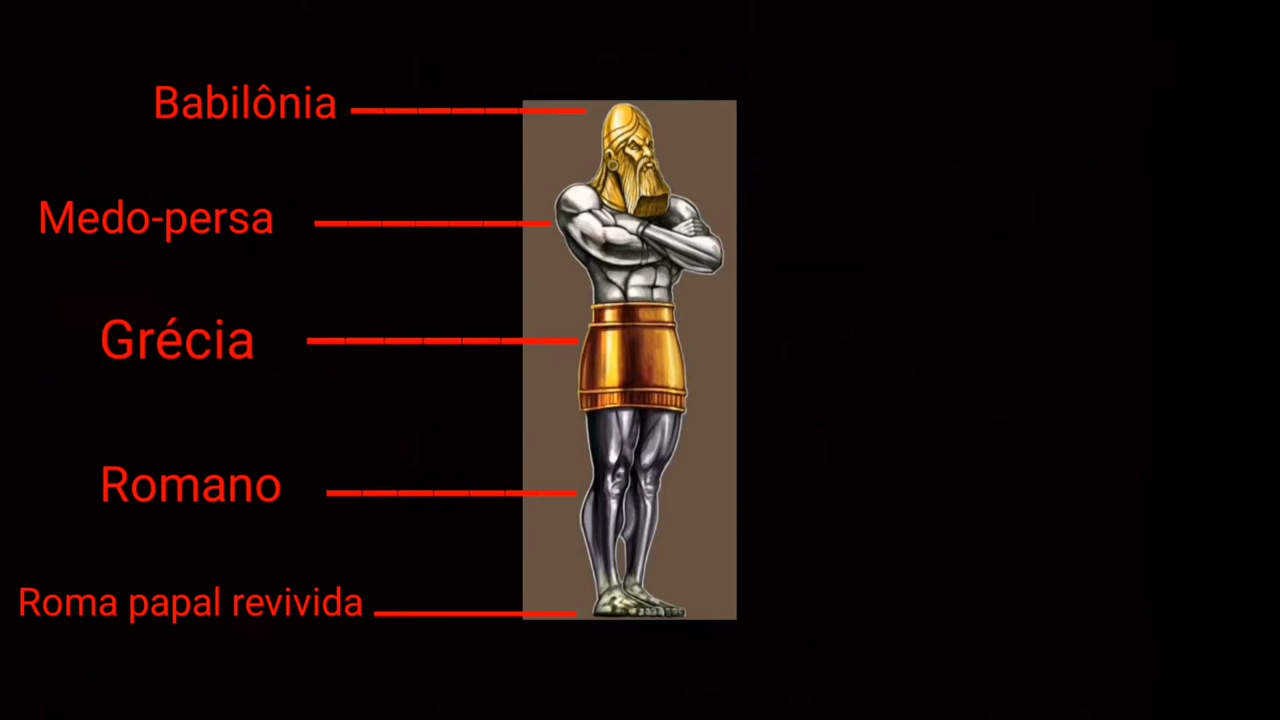 Babilônia
Medo-persa
Grécia
Romano
Roma papal revivida